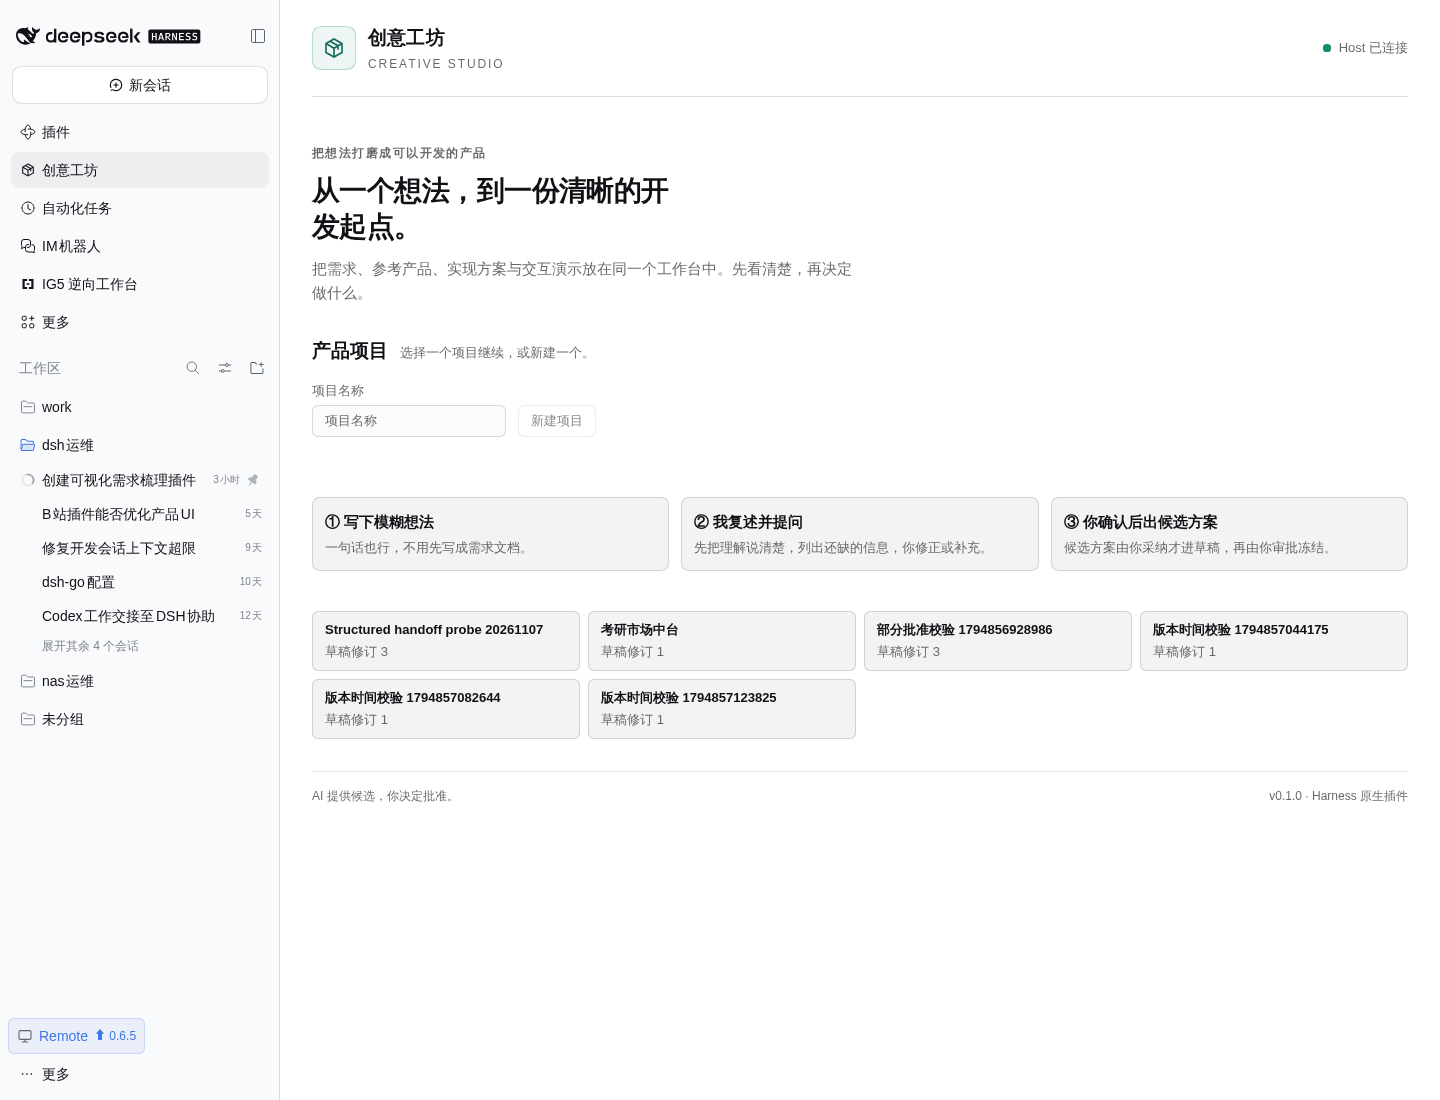 deepseek HARNESS
新会话
插件
创意工坊
自动化任务
IM机器人
IG5 逆向工作台
更多
工作区
work
dsh运维
创建可视化需求梳理插件 3小时
B站插件能否优化产品UI 5天
修复开发会话上下文超限 9天
dsh-go配置 10天
Codex工作交接至DSH协助 12天
展开其余 4 个会话
nas运维
未分组
Remote 0.6.5
更多
创意工坊
CREATIVE STUDIO
Host 已连接
把想法打磨成可以开发的产品
从一个想法，到一份清晰的开
发起点。
把需求、参考产品、实现方案与交互演示放在同一个工作台中。先看清楚，再决定
做什么。
产品项目 选择一个项目继续，或新建一个。
项目名称
项目名称 新建项目
① 写下模糊想法
一句话也行，不用先写成需求文档。
② 我复述并提问
先把理解说清楚，列出还缺的信息，你修正或补充。
③ 你确认后出候选方案
候选方案由你采纳才进草稿，再由你审批冻结。
Structured handoff probe 20261107
草稿修订 3
考研市场中台
草稿修订 1
部分批准校验 1794856928986
草稿修订 3
版本时间校验 1794857044175
草稿修订 1
版本时间校验 1794857082644
草稿修订 1
版本时间校验 1794857123825
草稿修订 1
AI 提供候选，你决定批准。
v0.1.0 · Harness 原生插件